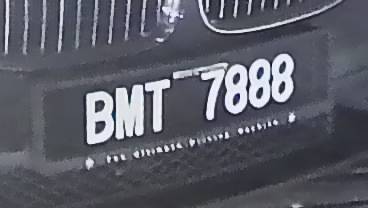 BMT 7888
THE ULTIMATE DRIVING MACHINE